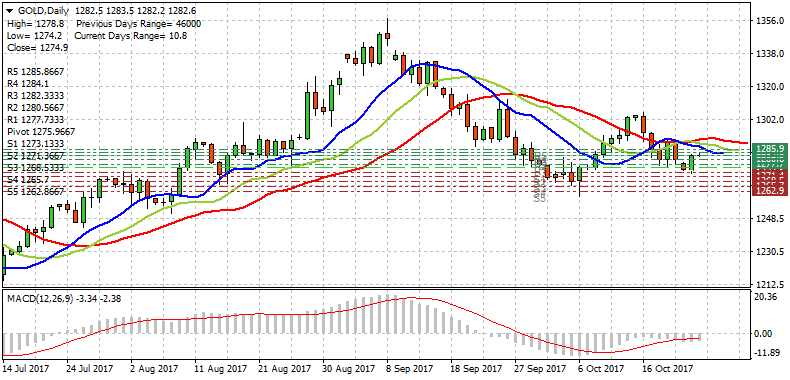 GOLD,Daily 1282.5 1283.5 1282.2 1282.6
High= 1278.8 Previous Days Range= 46000
Low= 1274.2 Current Days Range= 10.8
Close= 1274.9
R5 1285.8667
R4 1284.1
R3 1282.3333
R2 1280.5667
R1 1277.7333
Pivot 1275.9667
S1 1273.1333
S2 1271.3667
S3 1268.5333
S4 1265.7
S5 1262.8667
1356.0
1338.0
1320.0
1302.0
1285.9
1262.9
1248.5
1230.5
1212.5
MACD(12,26,9) -3.34 -2.38
20.36
0.00
-11.89
14 Jul 2017
24 Jul 2017
2 Aug 2017
11 Aug 2017
21 Aug 2017
30 Aug 2017
8 Sep 2017
18 Sep 2017
27 Sep 2017
6 Oct 2017
16 Oct 2017